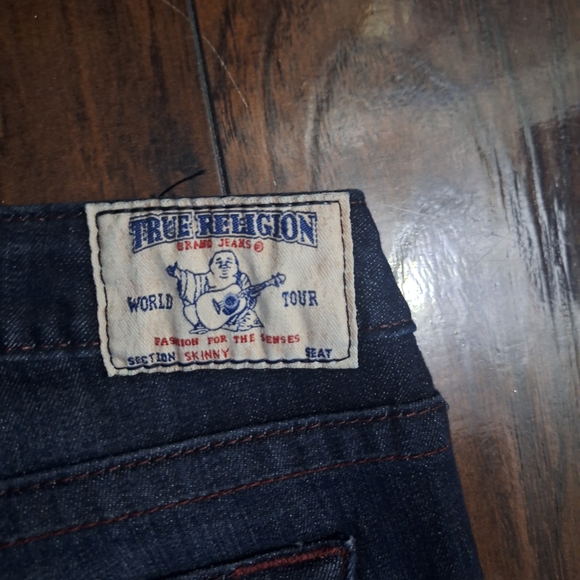 TRUE RELIGION
BRAND JEANS®
WORLD TOUR
FASHION FOR THE SENSES
SECTION SKINNY SEAT